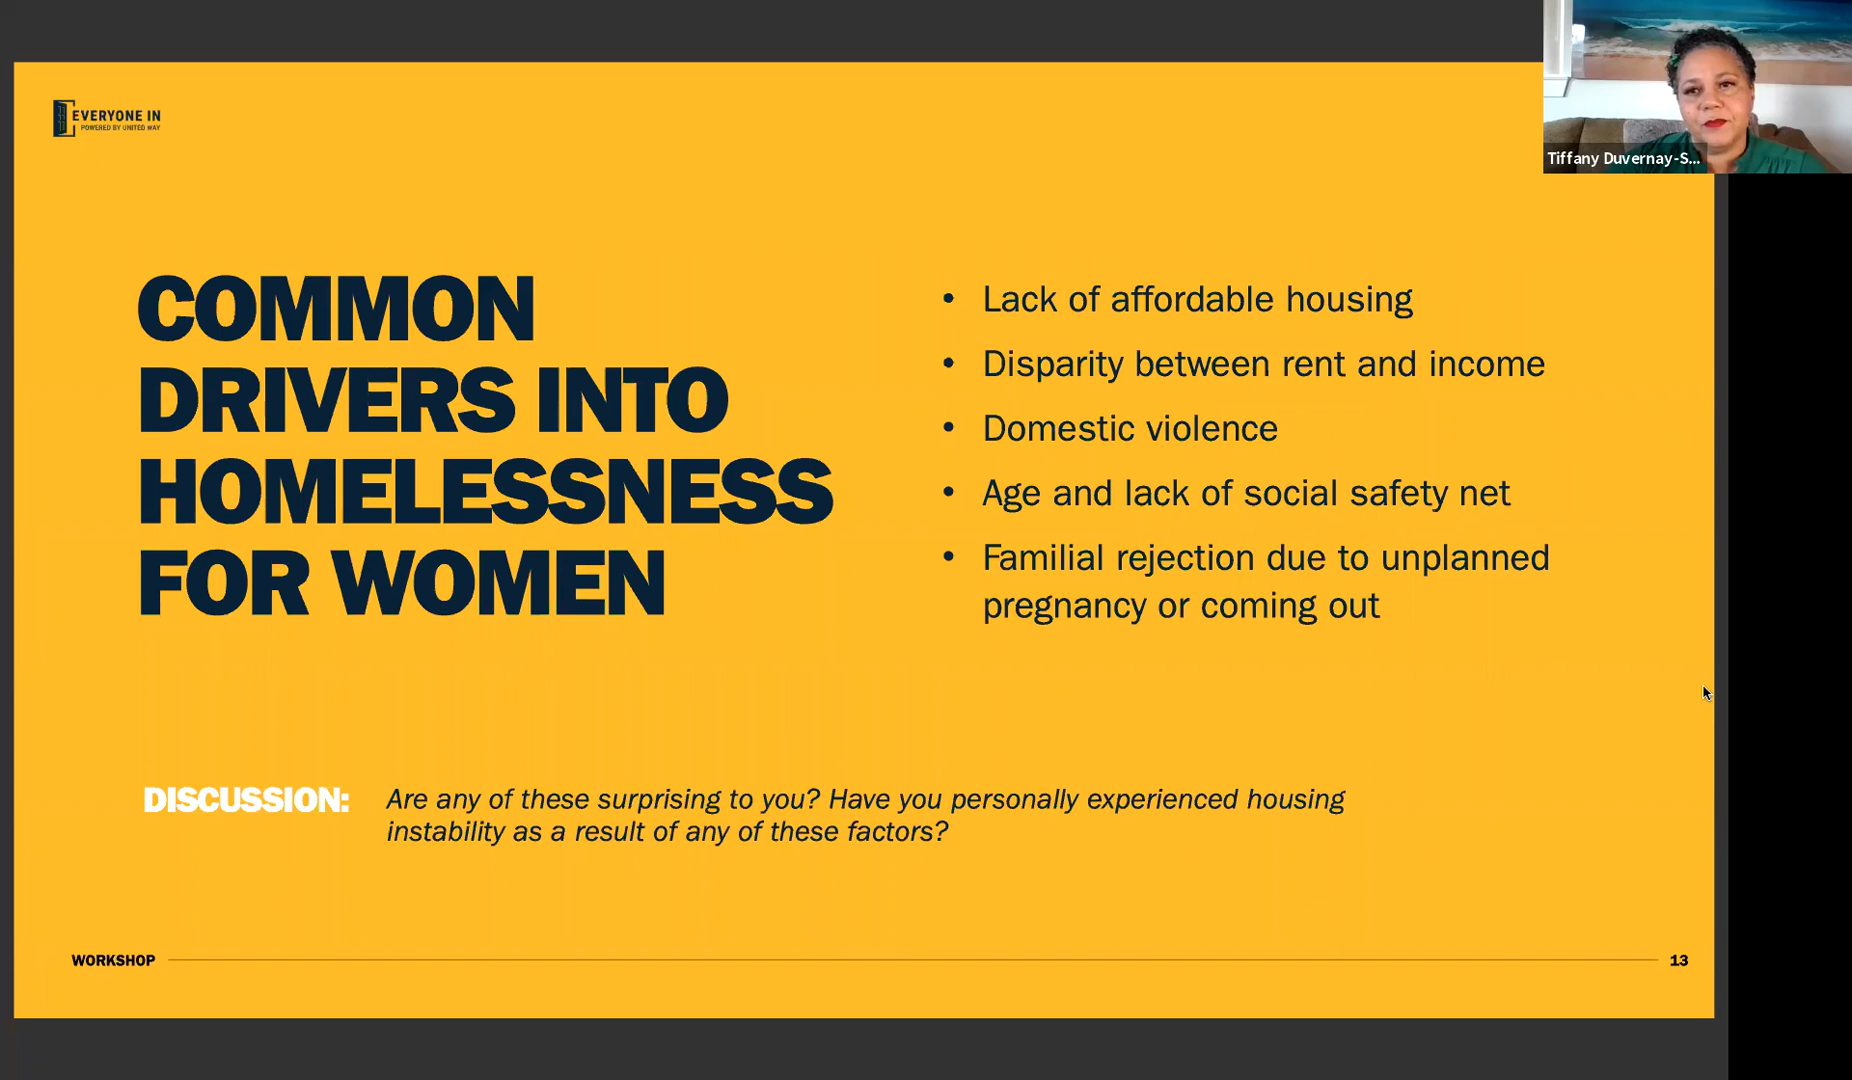 EVERYONE IN
POWERED BY UNITED WAY
Tiffany Duvernay-S...
COMMON
DRIVERS INTO
HOMELESSNESS
FOR WOMEN
• Lack of affordable housing
• Disparity between rent and income
• Domestic violence
• Age and lack of social safety net
• Familial rejection due to unplanned
pregnancy or coming out
DISCUSSION: Are any of these surprising to you? Have you personally experienced housing
instability as a result of any of these factors?
WORKSHOP 13